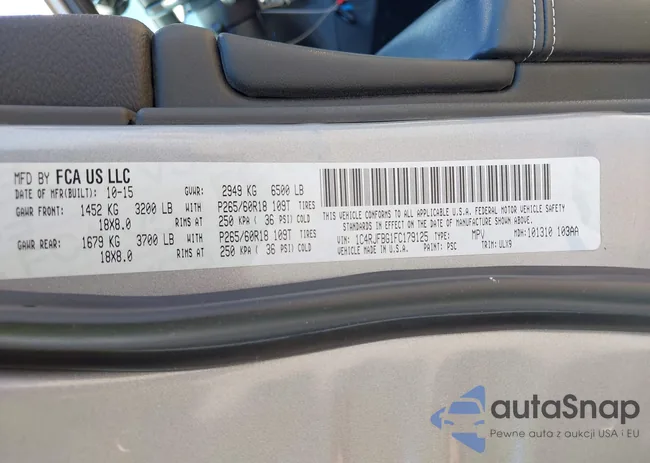 MFD BY FCA US LLC
DATE OF MFR(BUILT): 10-15 GVWR: 2949 KG 6500 LB
GAWR FRONT: 1452 KG 3200 LB WITH P265/60R18 109T TIRES
18X8.0 RIMS AT 250 KPA ( 36 PSI) COLD
GAWR REAR: 1679 KG 3700 LB WITH P265/60R18 109T TIRES
18X8.0 RIMS AT 250 KPA ( 36 PSI) COLD
THIS VEHICLE CONFORMS TO ALL APPLICABLE U.S.A. FEDERAL MOTOR VEHICLE SAFETY
STANDARDS IN EFFECT ON THE DATE OF MANUFACTURE SHOWN ABOVE.
VIN: 1C4RJFBG1FC179125 TYPE: MPV MDH: 101310 103AA
VEHICLE MADE IN U.S.A. PAINT: PSC TRIM: ULX9
autoSnap
Pewne auta z aukcji USA i EU